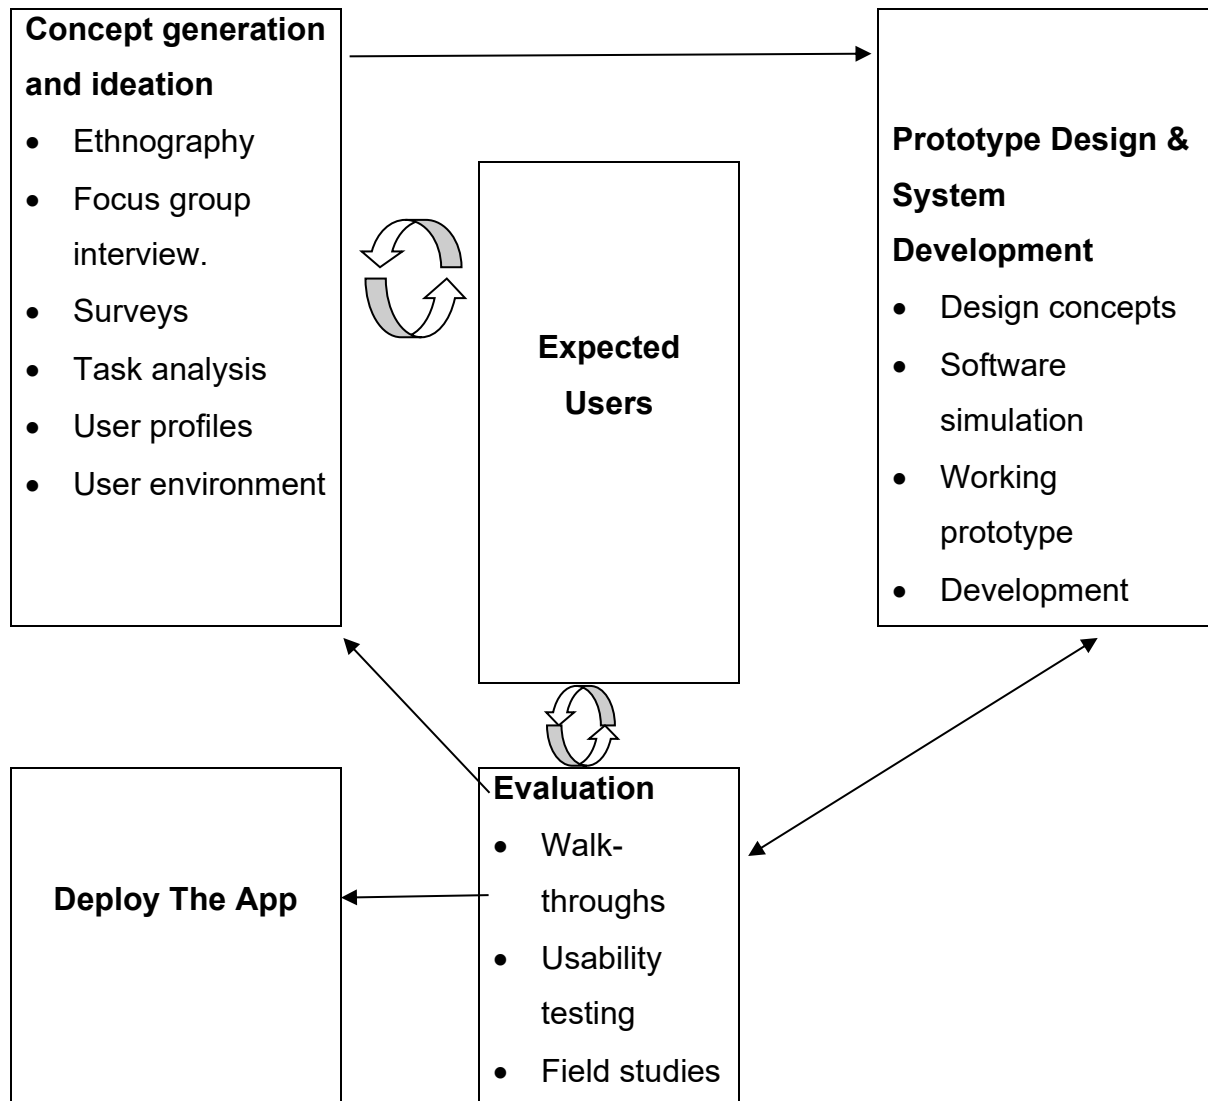 Concept generation
and ideation
• Ethnography
• Focus group
interview.
• Surveys
• Task analysis
• User profiles
• User environment
Expected
Users
Prototype Design &
System
Development
• Design concepts
• Software
simulation
• Working
prototype
• Development
Deploy The App
Evaluation
• Walk-
throughs
• Usability
testing
• Field studies